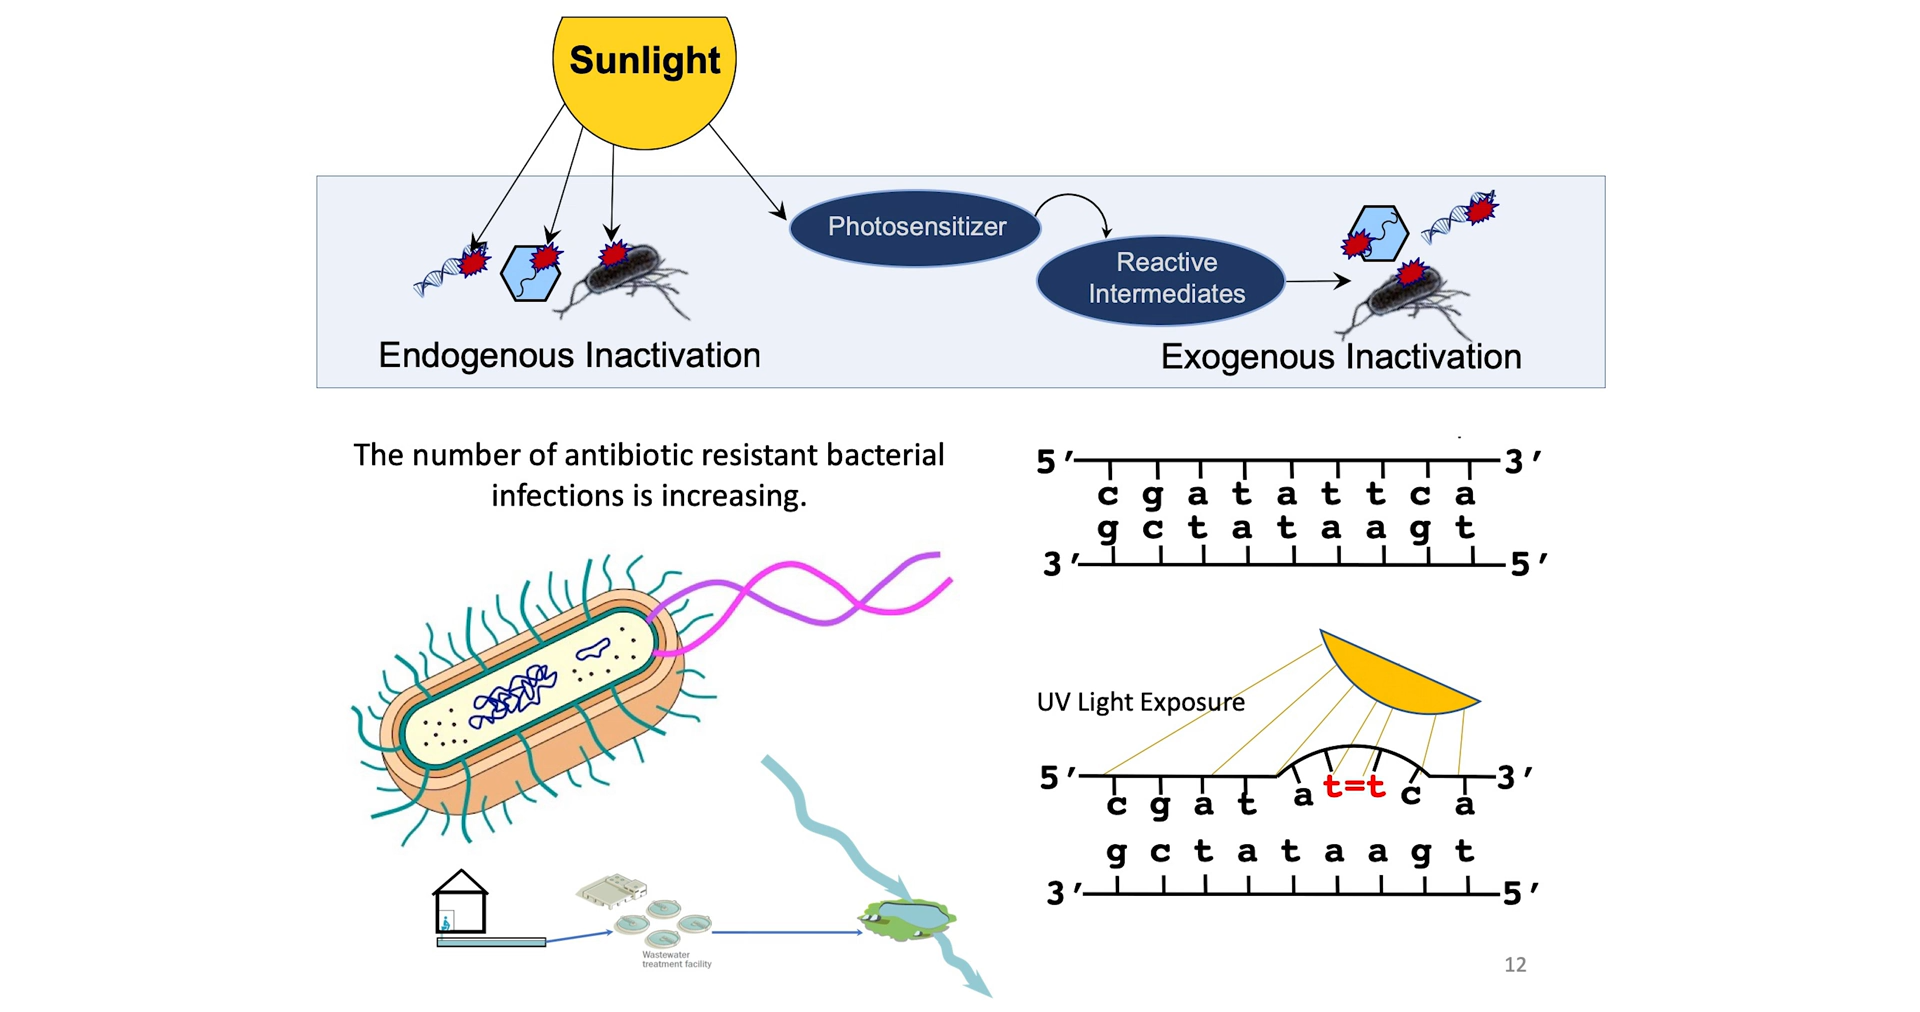 Sunlight
Photosensitizer
Reactive
Intermediates
Endogenous Inactivation
Exogenous Inactivation
The number of antibiotic resistant bacterial
infections is increasing.
5′ 3′
c g a t a t t c a
g c t a t a a g t
3′ 5′
UV Light Exposure
5′ 3′
c g a t a t=t c a
g c t a t a a g t
3′ 5′
Wastewater
treatment facility
12